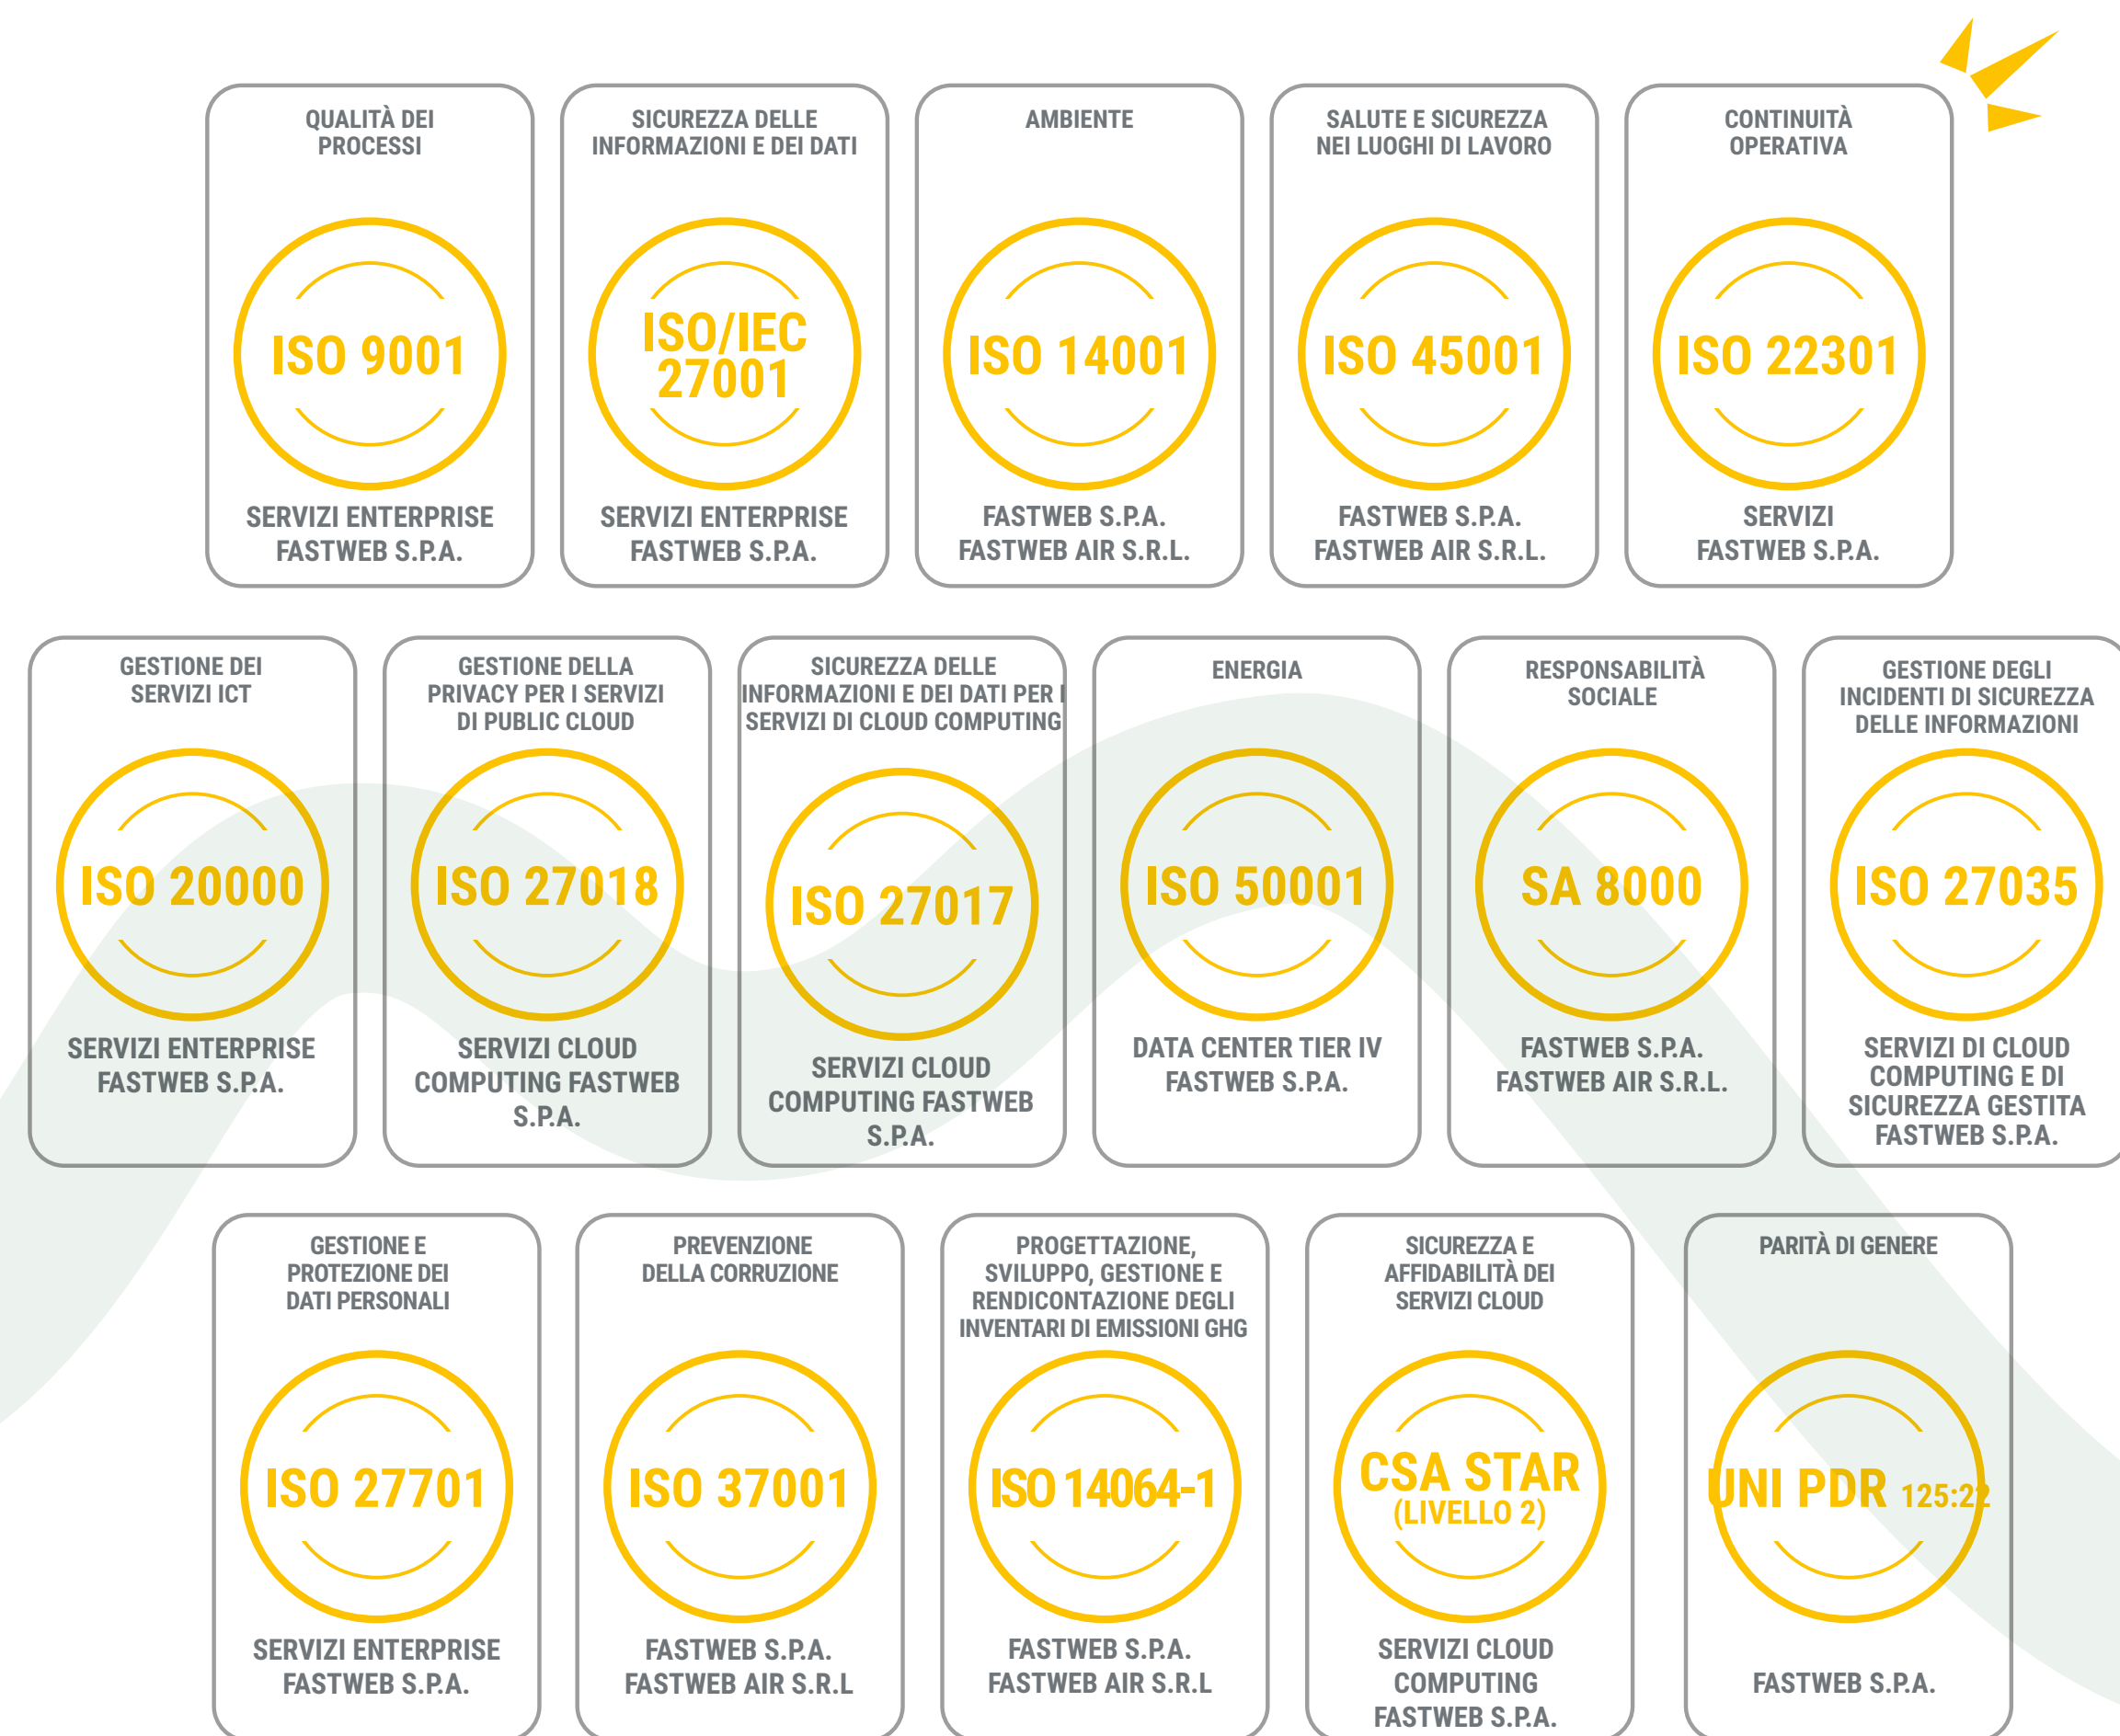 QUALITÀ DEI
PROCESSI
ISO 9001
SERVIZI ENTERPRISE
FASTWEB S.P.A.
SICUREZZA DELLE
INFORMAZIONI E DEI DATI
ISO/IEC
27001
SERVIZI ENTERPRISE
FASTWEB S.P.A.
AMBIENTE
ISO 14001
FASTWEB S.P.A.
FASTWEB AIR S.R.L.
SALUTE E SICUREZZA
NEI LUOGHI DI LAVORO
ISO 45001
FASTWEB S.P.A.
FASTWEB AIR S.R.L.
CONTINUITÀ
OPERATIVA
ISO 22301
SERVIZI
FASTWEB S.P.A.
GESTIONE DEI
SERVIZI ICT
ISO 20000
SERVIZI ENTERPRISE
FASTWEB S.P.A.
GESTIONE DELLA
PRIVACY PER I SERVIZI
DI PUBLIC CLOUD
ISO 27018
SERVIZI CLOUD
COMPUTING FASTWEB
S.P.A.
SICUREZZA DELLE
INFORMAZIONI E DEI DATI PER I
SERVIZI DI CLOUD COMPUTING
ISO 27017
SERVIZI CLOUD
COMPUTING FASTWEB
S.P.A.
ENERGIA
ISO 50001
DATA CENTER TIER IV
FASTWEB S.P.A.
RESPONSABILITÀ
SOCIALE
SA 8000
FASTWEB S.P.A.
FASTWEB AIR S.R.L.
GESTIONE DEGLI
INCIDENTI DI SICUREZZA
DELLE INFORMAZIONI
ISO 27035
SERVIZI DI CLOUD
COMPUTING E DI
SICUREZZA GESTITA
FASTWEB S.P.A.
GESTIONE E
PROTEZIONE DEI
DATI PERSONALI
ISO 27701
SERVIZI ENTERPRISE
FASTWEB S.P.A.
PREVENZIONE
DELLA CORRUZIONE
ISO 37001
FASTWEB S.P.A.
FASTWEB AIR S.R.L
PROGETTAZIONE,
SVILUPPO, GESTIONE E
RENDICONTAZIONE DEGLI
INVENTARI DI EMISSIONI GHG
ISO 14064-1
FASTWEB S.P.A.
FASTWEB AIR S.R.L
SICUREZZA E
AFFIDABILITÀ DEI
SERVIZI CLOUD
CSA STAR
(LIVELLO 2)
SERVIZI CLOUD
COMPUTING
FASTWEB S.P.A.
PARITÀ DI GENERE
UNI PDR 125:22
FASTWEB S.P.A.